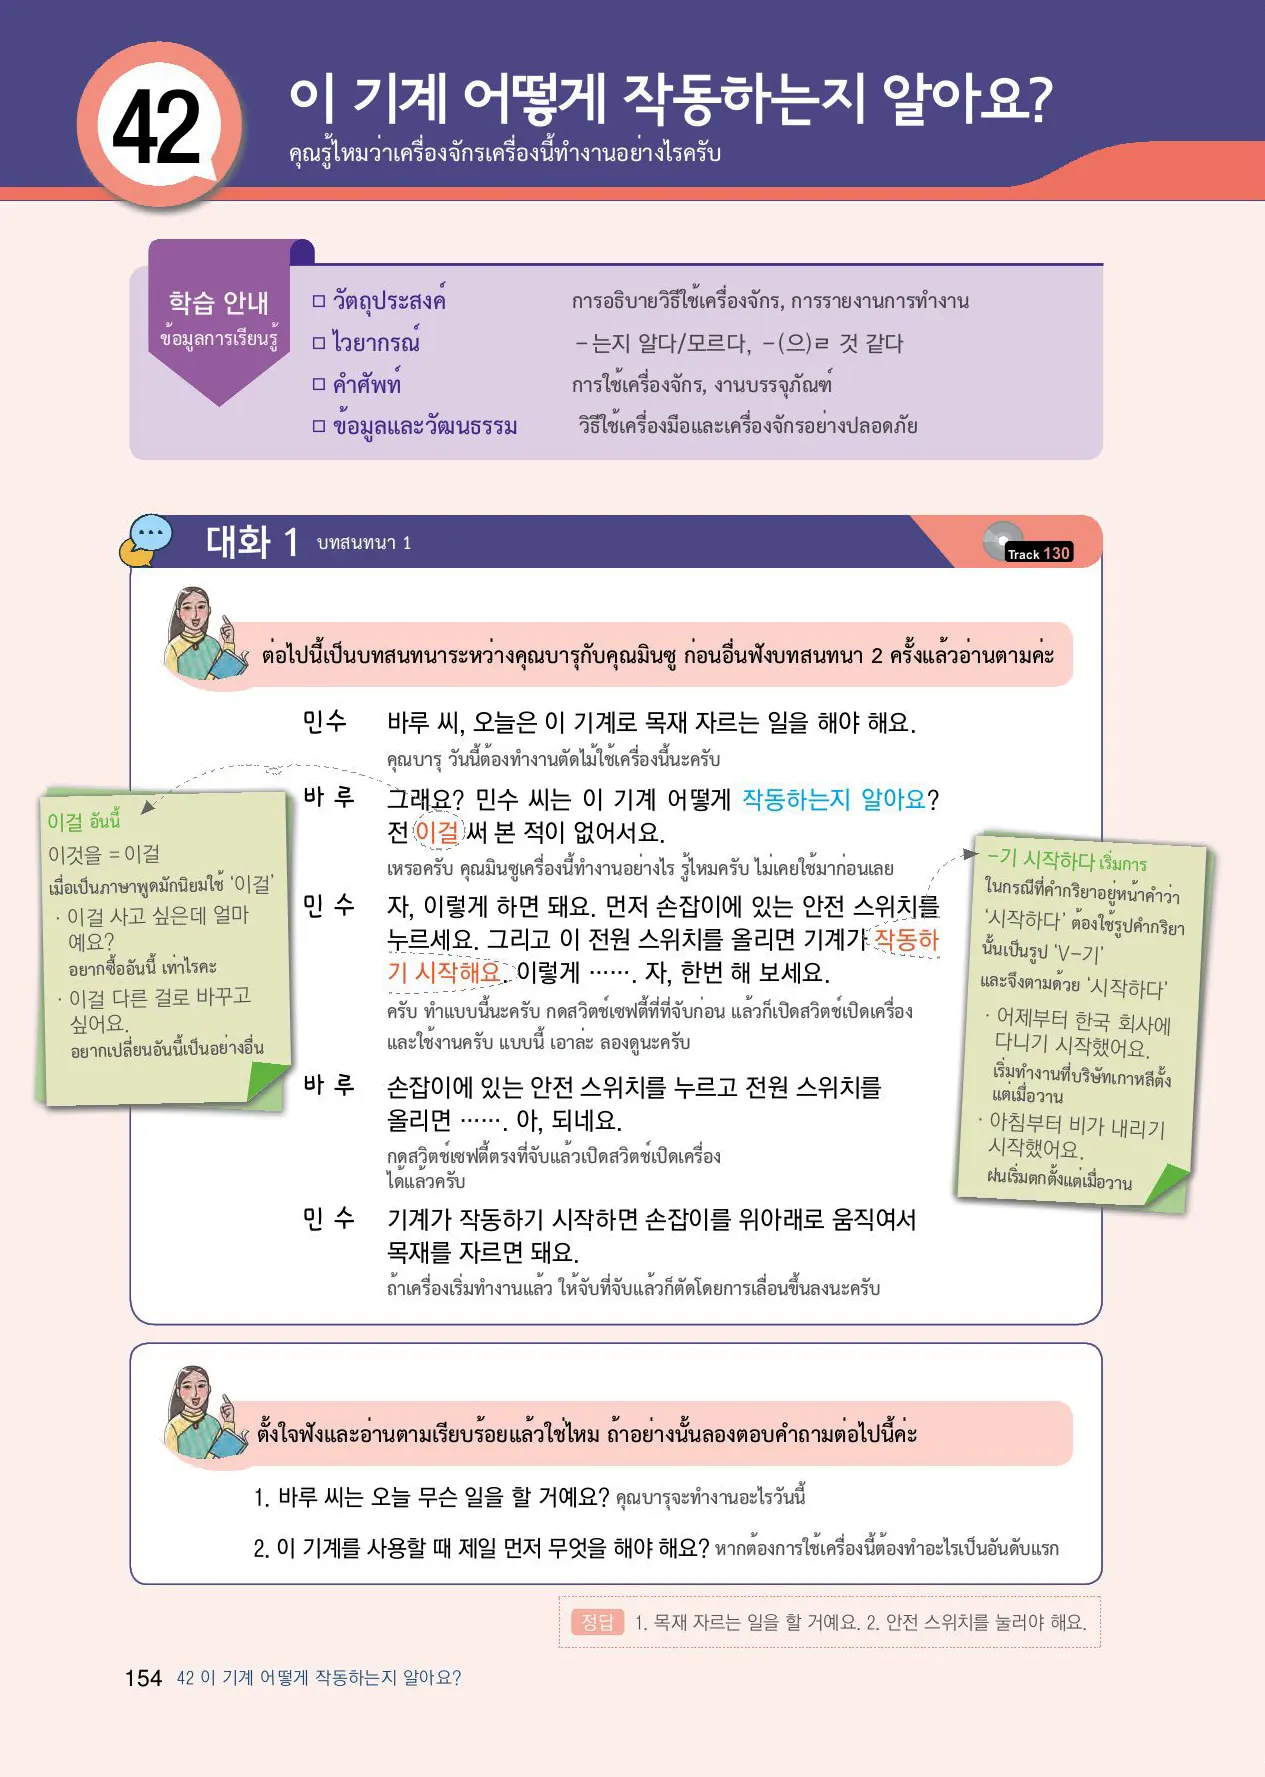 42
이 기계 어떻게 작동하는지 알아요?
คุณรู้ไหมว่าเครื่องจักรเครื่องนี้ทำงานอย่างไรครับ
학습 안내
ข้อมูลการเรียนรู้
□ วัตถุประสงค์ การอธิบายวิธีใช้เครื่องจักร, การรายงานการทำงาน
□ ไวยากรณ์ -는지 알다/모르다, -(으)ㄹ 것 같다
□ คำศัพท์ การใช้เครื่องจักร, งานบรรจุภัณฑ์
□ ข้อมูลและวัฒนธรรม วิธีใช้เครื่องมือและเครื่องจักรอย่างปลอดภัย
대화 1 บทสนทนา 1
Track 130
ต่อไปนี้เป็นบทสนทนาระหว่างคุณบารุกับคุณมินซู ก่อนอื่นฟังบทสนทนา 2 ครั้งแล้วอ่านตามค่ะ
민수 바루 씨, 오늘은 이 기계로 목재 자르는 일을 해야 해요.
คุณบารุ วันนี้ต้องทำงานตัดไม้ใช้เครื่องนี้นะครับ
바 루 그래요? 민수 씨는 이 기계 어떻게 작동하는지 알아요?
전 이걸 써 본 적이 없어서요.
เหรอครับ คุณมินซูเครื่องนี้ทำงานอย่างไร รู้ไหมครับ ไม่เคยใช้มาก่อนเลย
민 수 자, 이렇게 하면 돼요. 먼저 손잡이에 있는 안전 스위치를
누르세요. 그리고 이 전원 스위치를 올리면 기계가 작동하
기 시작해요. 이렇게 ……. 자, 한번 해 보세요.
ครับ ทำแบบนี้นะครับ กดสวิตช์เซฟตี้ที่ที่จับก่อน แล้วก็เปิดสวิตช์เปิดเครื่อง
และใช้งานครับ แบบนี้ เอาล่ะ ลองดูนะครับ
바 루 손잡이에 있는 안전 스위치를 누르고 전원 스위치를
올리면 ……. 아, 되네요.
กดสวิตช์เซฟตี้ตรงที่จับแล้วเปิดสวิตช์เปิดเครื่อง
ได้แล้วครับ
민 수 기계가 작동하기 시작하면 손잡이를 위아래로 움직여서
목재를 자르면 돼요.
ถ้าเครื่องเริ่มทำงานแล้ว ให้จับที่จับแล้วก็ตัดโดยการเลื่อนขึ้นลงนะครับ
이걸 อันนี้
이것을 = 이걸
เมื่อเป็นภาษาพูดมักนิยมใช้ ‘이걸’
· 이걸 사고 싶은데 얼마
예요?
อยากซื้ออันนี้ เท่าไรคะ
· 이걸 다른 걸로 바꾸고
싶어요.
อยากเปลี่ยนอันนี้เป็นอย่างอื่น
-기 시작하다 เริ่มการ
ในกรณีที่คำกริยาอยู่หน้าคำว่า
‘시작하다’ ต้องใช้รูปคำกริยา
นั้นเป็นรูป ‘V-기’
และจึงตามด้วย ‘시작하다’
· 어제부터 한국 회사에
다니기 시작했어요.
เริ่มทำงานที่บริษัทเกาหลีตั้ง
แต่เมื่อวาน
· 아침부터 비가 내리기
시작했어요.
ฝนเริ่มตกตั้งแต่เมื่อวาน
ตั้งใจฟังและอ่านตามเรียบร้อยแล้วใช่ไหม ถ้าอย่างนั้นลองตอบคำถามต่อไปนี้ค่ะ
1. 바루 씨는 오늘 무슨 일을 할 거예요? คุณบารุจะทำงานอะไรวันนี้
2. 이 기계를 사용할 때 제일 먼저 무엇을 해야 해요? หากต้องการใช้เครื่องนี้ต้องทำอะไรเป็นอันดับแรก
정답 1. 목재 자르는 일을 할 거예요. 2. 안전 스위치를 눌러야 해요.
154 42 이 기계 어떻게 작동하는지 알아요?